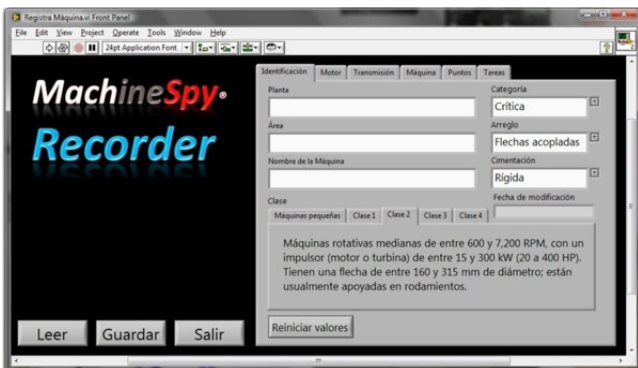 Registra Máquina.vi Front Panel
File Edit View Project Operate Tools Window Help
24pt Application Font
MachineSpy®
Recorder
Identificación Motor Transmisión Máquina Puntos Tareas
Planta
Categoría
Crítica
Área
Arreglo
Flechas acopladas
Nombre de la Máquina
Cimentación
Rígida
Clase
Fecha de modificación
Máquinas pequeñas Clase 1 Clase 2 Clase 3 Clase 4
Máquinas rotativas medianas de entre 600 y 7,200 RPM, con un
impulsor (motor o turbina) de entre 15 y 300 kW (20 a 400 HP).
Tienen una flecha de entre 160 y 315 mm de diámetro; están
usualmente apoyadas en rodamientos.
Leer Guardar Salir
Reiniciar valores